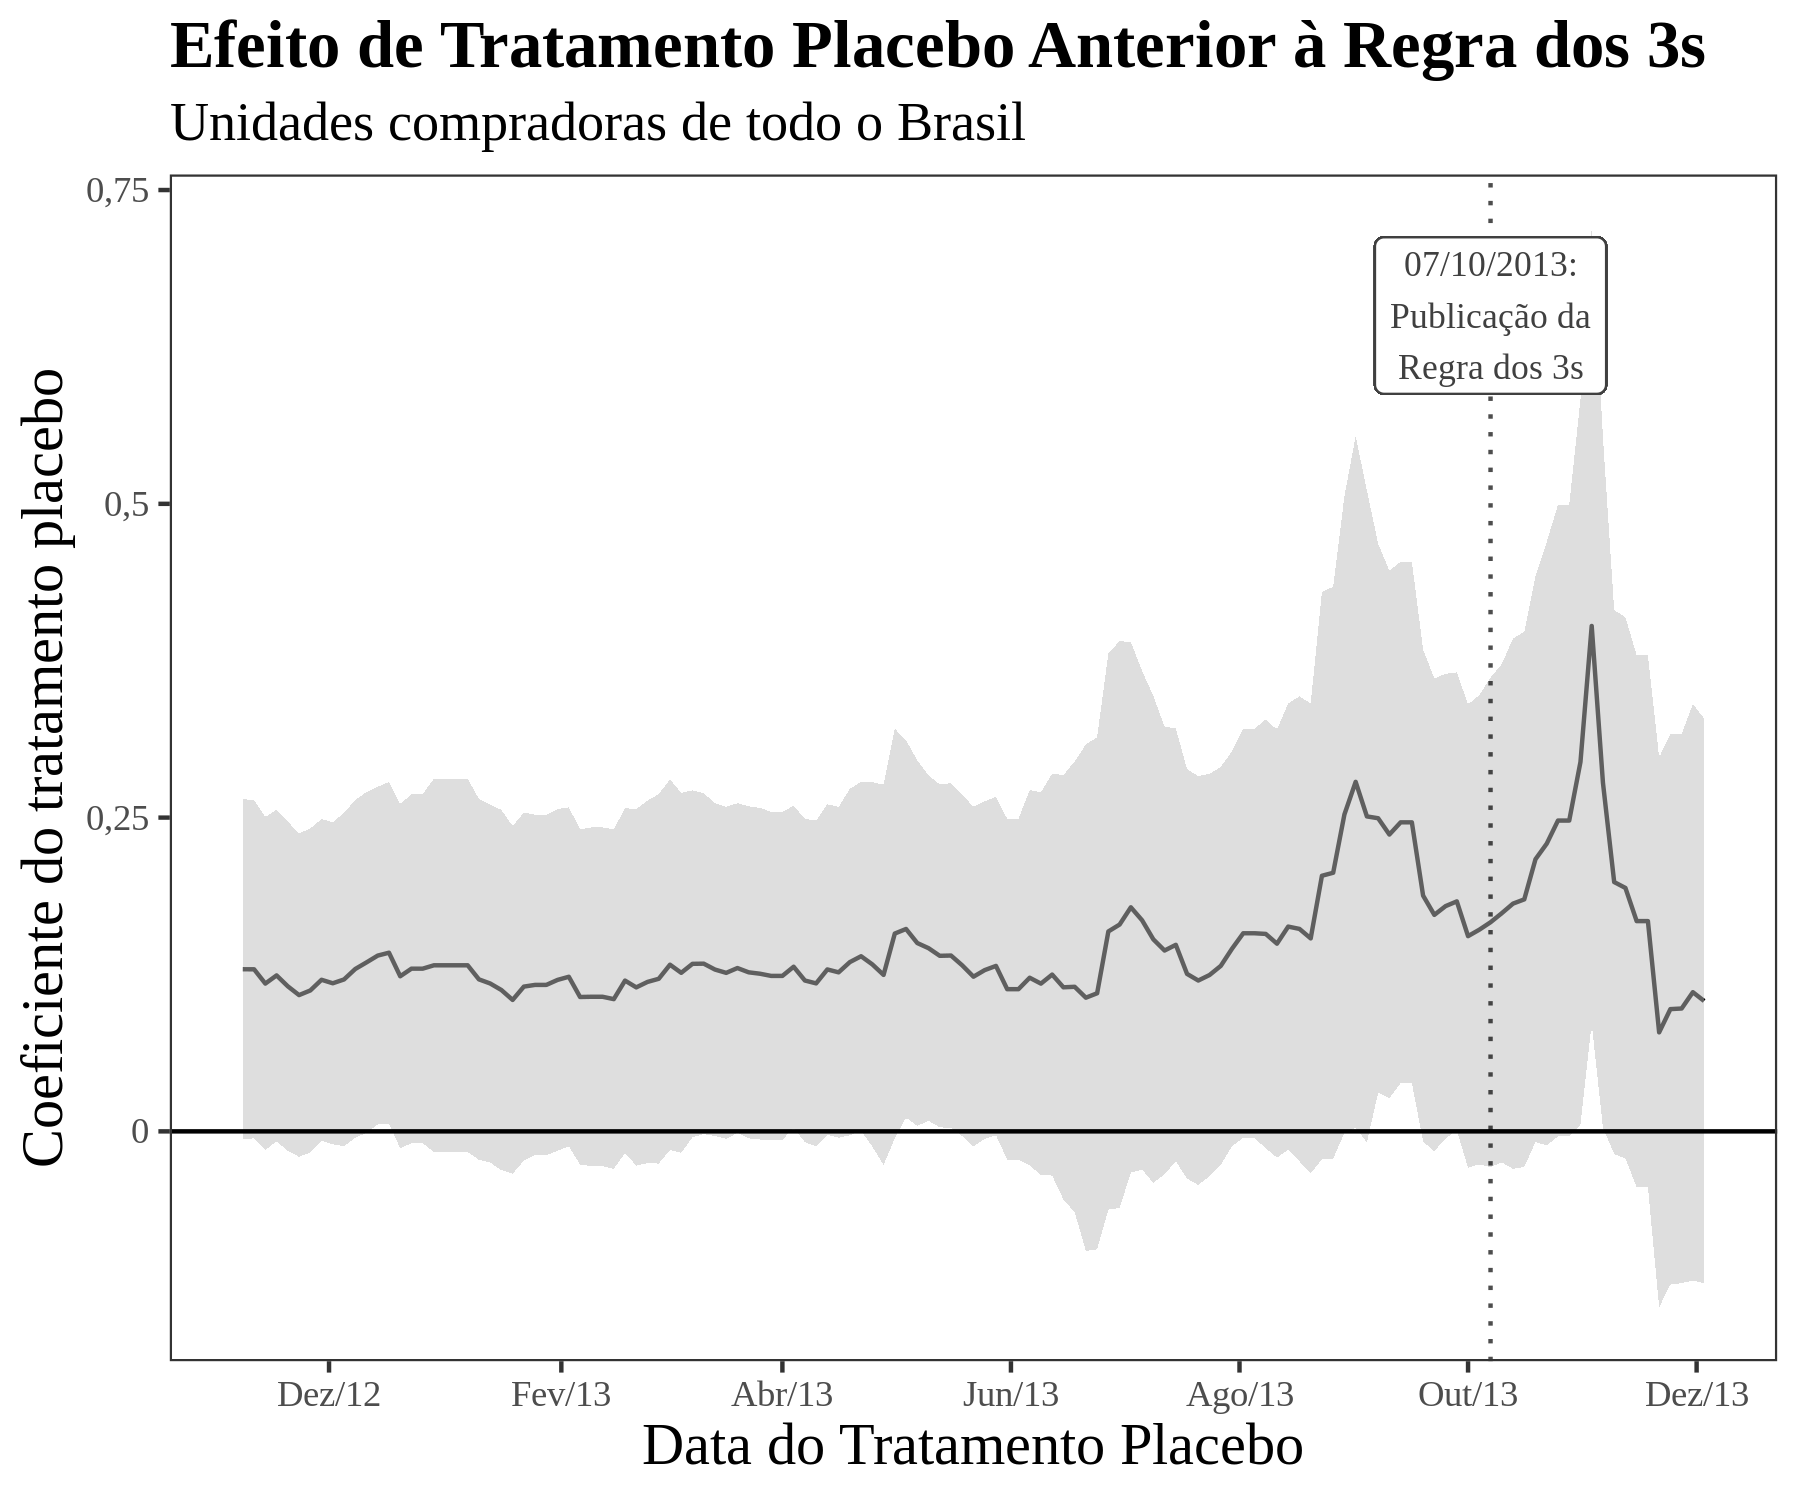 Efeito de Tratamento Placebo Anterior à Regra dos 3s
Unidades compradoras de todo o Brasil
0,75
0,5
0,25
0
Coeficiente do tratamento placebo
07/10/2013:
Publicação da
Regra dos 3s
Dez/12
Fev/13
Abr/13
Jun/13
Ago/13
Out/13
Dez/13
Data do Tratamento Placebo